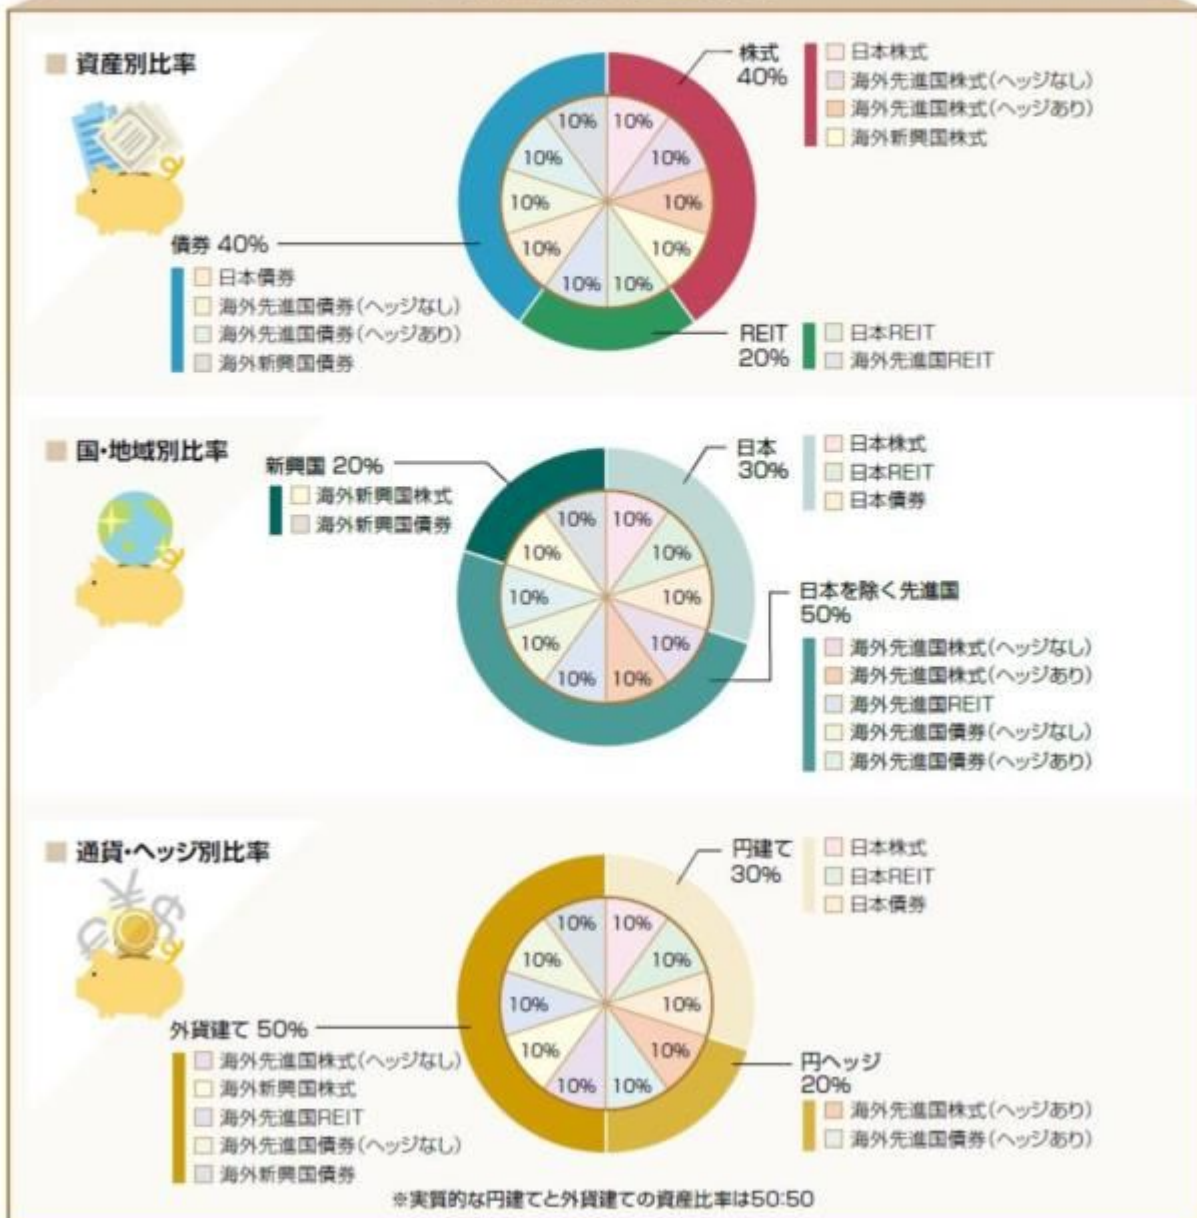 資産別比率
株式
40%
日本株式
海外先進国株式(ヘッジなし)
海外先進国株式(ヘッジあり)
海外新興国株式
10% 10%
10% 10%
10% 10%
10% 10%
10% 10%
債券 40%
日本債券
海外先進国債券(ヘッジなし)
海外先進国債券(ヘッジあり)
海外新興国債券
REIT
20%
日本REIT
海外先進国REIT
国・地域別比率
新興国 20%
海外新興国株式
海外新興国債券
日本
30%
日本株式
日本REIT
日本債券
10% 10%
10% 10%
10% 10%
10% 10%
10% 10%
日本を除く先進国
50%
海外先進国株式(ヘッジなし)
海外先進国株式(ヘッジあり)
海外先進国REIT
海外先進国債券(ヘッジなし)
海外先進国債券(ヘッジあり)
通貨・ヘッジ別比率
円建て
30%
日本株式
日本REIT
日本債券
10% 10%
10% 10%
10% 10%
10% 10%
10% 10%
外貨建て 50%
海外先進国株式(ヘッジなし)
海外新興国株式
海外先進国REIT
海外先進国債券(ヘッジなし)
海外新興国債券
円ヘッジ
20%
海外先進国株式(ヘッジあり)
海外先進国債券(ヘッジあり)
※実質的な円建てと外貨建ての資産比率は50:50